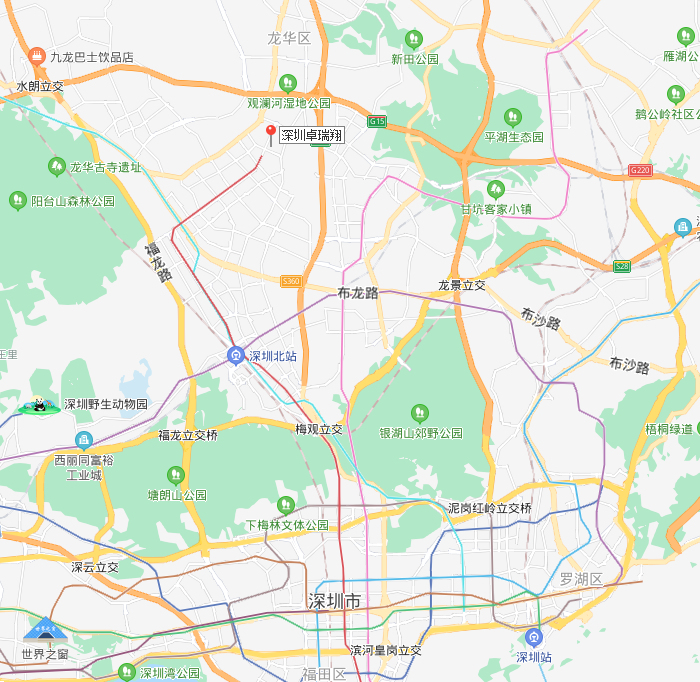 龙华区
九龙巴士饮品店
新田公园
雁湖公
水朗立交
观澜河湿地公园
鹅公岭社区公
G15
深圳卓瑞翔
平湖生态园
龙华古寺遗址
G220
阳台山森林公园
甘坑客家小镇
福龙路
S28
S360
布龙路
龙景立交
布沙路
汪里
深圳北站
布沙路
深圳野生动物园
福龙立交桥
梅观立交
银湖山郊野公园
梧桐绿道
西丽同富裕
工业城
塘朗山公园
下梅林文体公园
泥岗红岭立交桥
深云立交
罗湖区
深圳市
世界之窗
世界之窗
滨河皇岗立交
深圳站
深圳湾公园
福田区